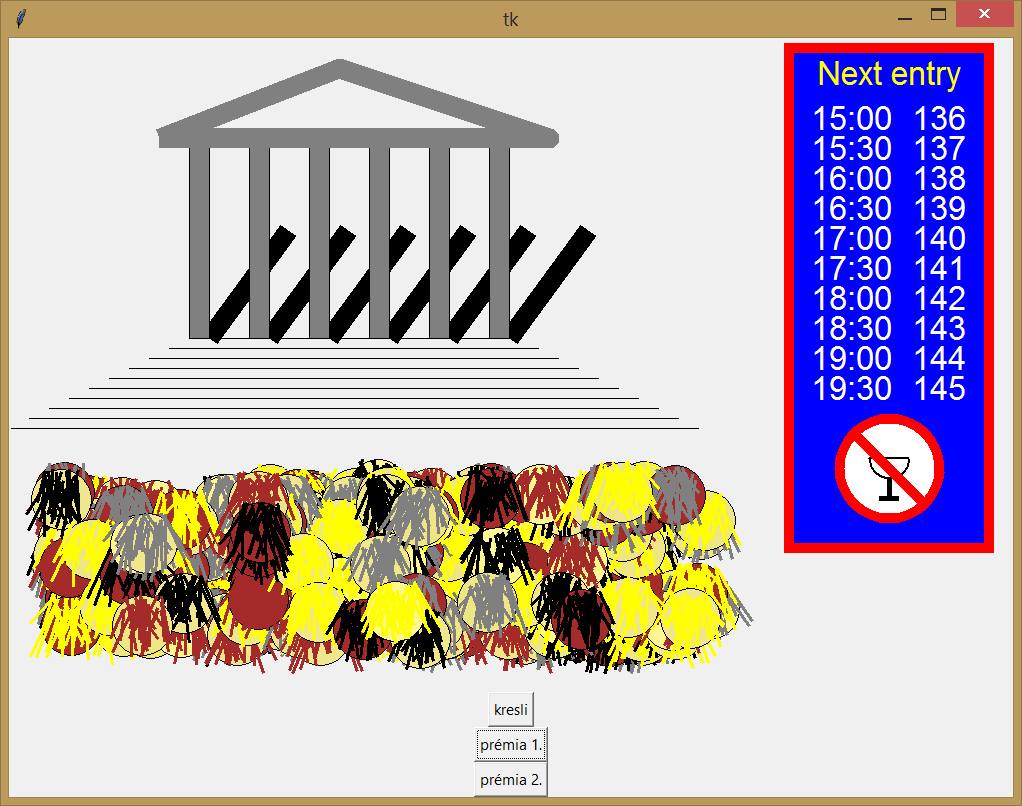 tk
Next entry
15:00 136
15:30 137
16:00 138
16:30 139
17:00 140
17:30 141
18:00 142
18:30 143
19:00 144
19:30 145
kresli
prémia 1.
prémia 2.